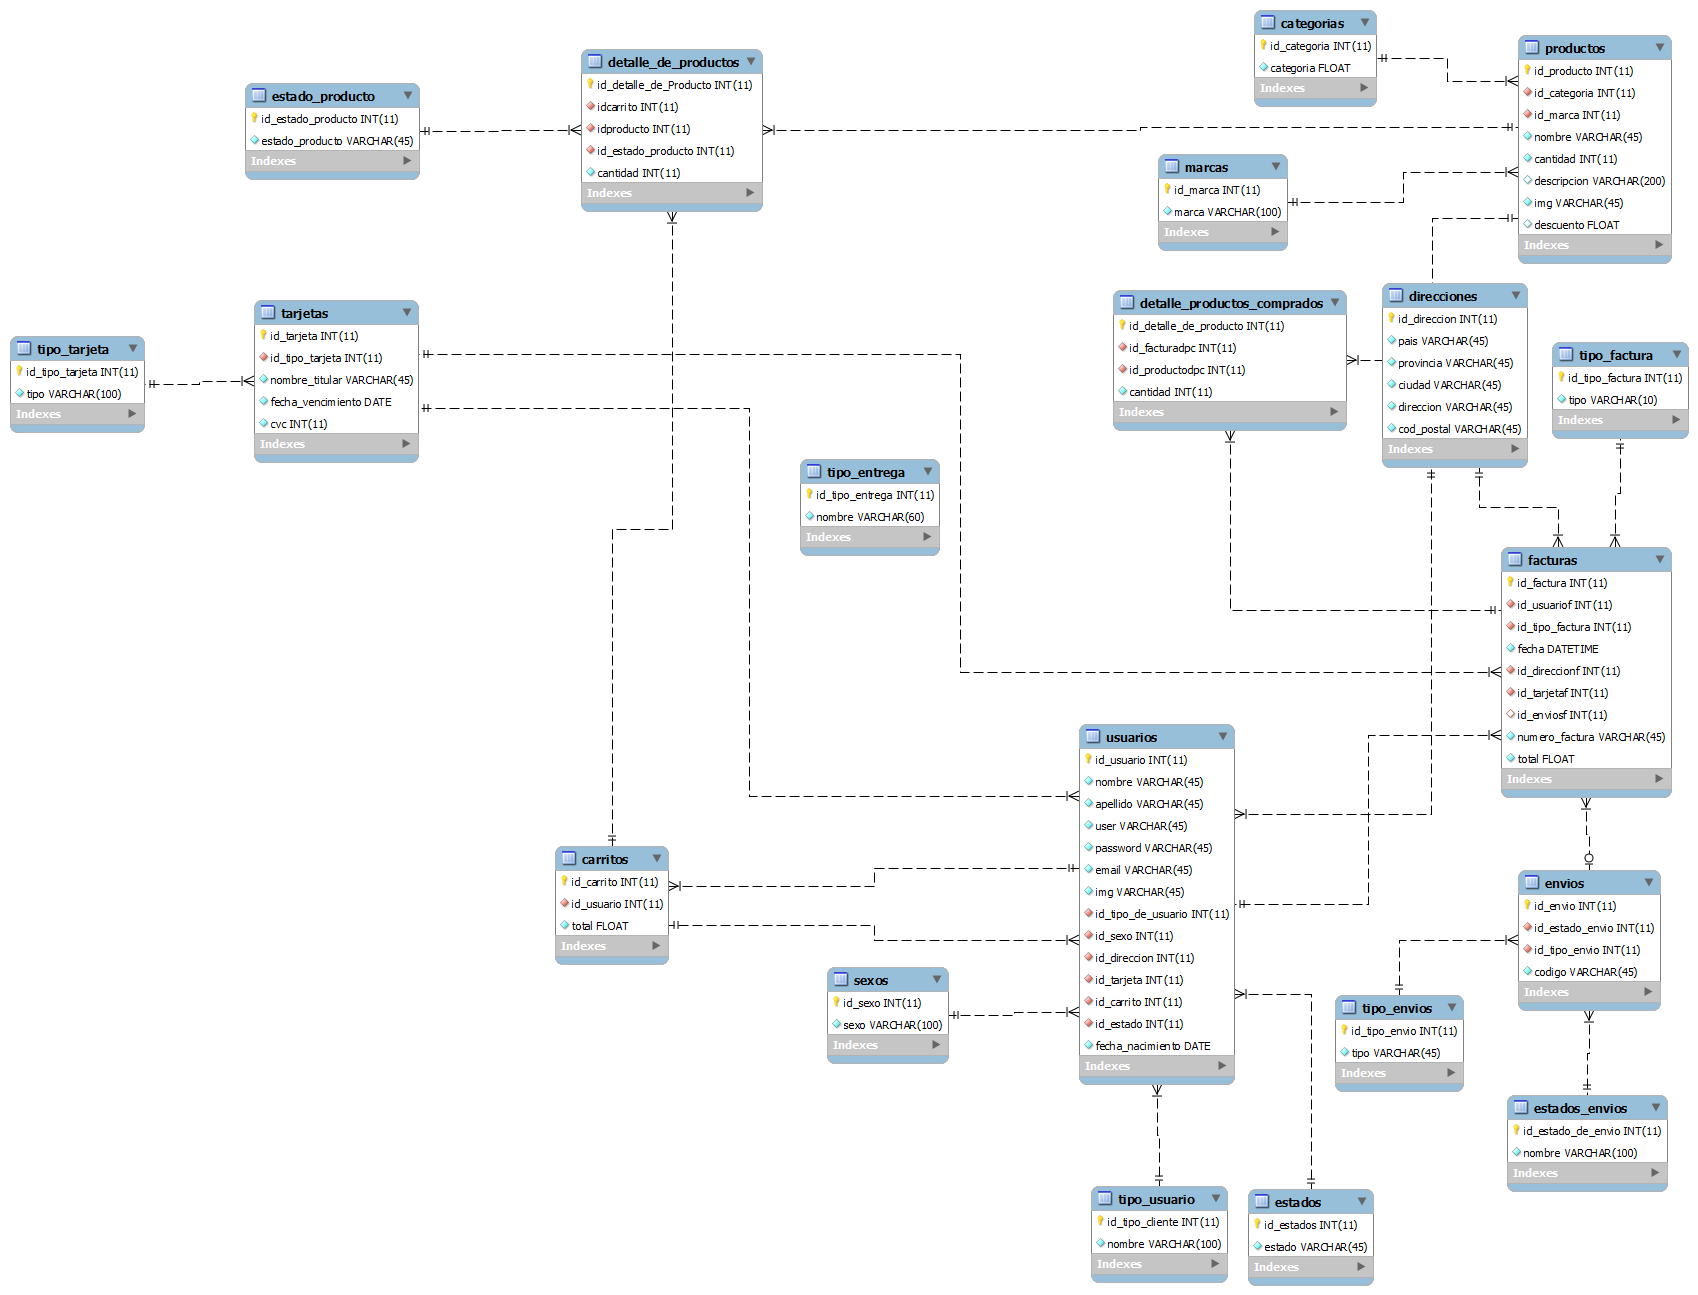 categorias
id_categoria INT(11)
categoria FLOAT
Indexes
productos
id_producto INT(11)
id_categoria INT(11)
id_marca INT(11)
nombre VARCHAR(45)
cantidad INT(11)
descripcion VARCHAR(200)
img VARCHAR(45)
descuento FLOAT
Indexes
detalle_de_productos
id_detalle_de_Producto INT(11)
idcarrito INT(11)
idproducto INT(11)
id_estado_producto INT(11)
cantidad INT(11)
Indexes
estado_producto
id_estado_producto INT(11)
estado_producto VARCHAR(45)
Indexes
marcas
id_marca INT(11)
marca VARCHAR(100)
Indexes
detalle_productos_comprados
id_detalle_de_producto INT(11)
id_facturadpc INT(11)
id_productodpc INT(11)
cantidad INT(11)
Indexes
direcciones
id_direccion INT(11)
pais VARCHAR(45)
provincia VARCHAR(45)
ciudad VARCHAR(45)
direccion VARCHAR(45)
cod_postal VARCHAR(45)
Indexes
tipo_factura
id_tipo_factura INT(11)
tipo VARCHAR(10)
Indexes
tarjetas
id_tarjeta INT(11)
id_tipo_tarjeta INT(11)
nombre_titular VARCHAR(45)
fecha_vencimiento DATE
cvc INT(11)
Indexes
tipo_tarjeta
id_tipo_tarjeta INT(11)
tipo VARCHAR(100)
Indexes
tipo_entrega
id_tipo_entrega INT(11)
nombre VARCHAR(60)
Indexes
facturas
id_factura INT(11)
id_usuariof INT(11)
id_tipo_factura INT(11)
fecha DATETIME
id_direccionf INT(11)
id_tarjetaf INT(11)
id_enviosf INT(11)
numero_factura VARCHAR(45)
total FLOAT
Indexes
usuarios
id_usuario INT(11)
nombre VARCHAR(45)
apellido VARCHAR(45)
user VARCHAR(45)
password VARCHAR(45)
email VARCHAR(45)
img VARCHAR(45)
id_tipo_de_usuario INT(11)
id_sexo INT(11)
id_direccion INT(11)
id_tarjeta INT(11)
id_carrito INT(11)
id_estado INT(11)
fecha_nacimiento DATE
Indexes
carritos
id_carrito INT(11)
id_usuario INT(11)
total FLOAT
Indexes
sexos
id_sexo INT(11)
sexo VARCHAR(100)
Indexes
envios
id_envio INT(11)
id_estado_envio INT(11)
id_tipo_envio INT(11)
codigo VARCHAR(45)
Indexes
tipo_envios
id_tipo_envio INT(11)
tipo VARCHAR(45)
Indexes
estados_envios
id_estado_de_envio INT(11)
nombre VARCHAR(100)
Indexes
tipo_usuario
id_tipo_cliente INT(11)
nombre VARCHAR(100)
Indexes
estados
id_estados INT(11)
estado VARCHAR(45)
Indexes